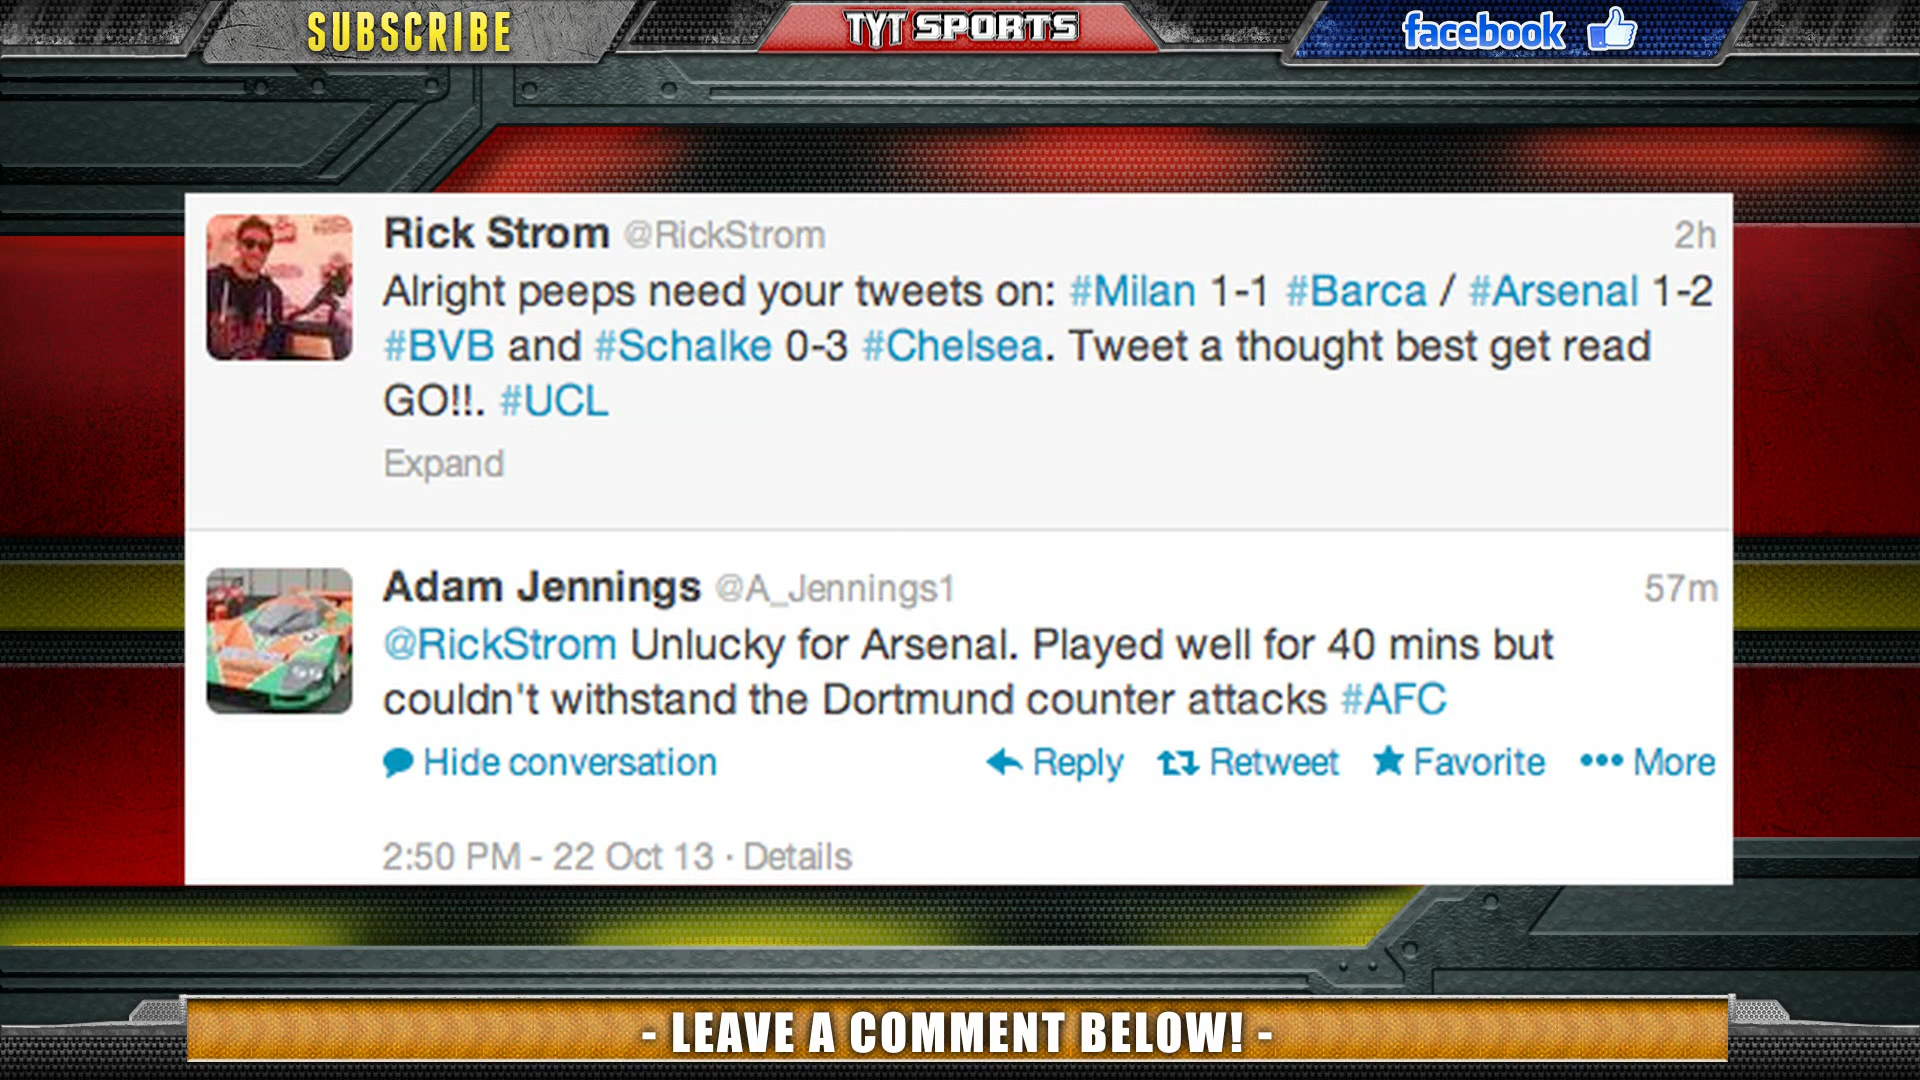 SUBSCRIBE
TYT SPORTS
facebook
Rick Strom @RickStrom 2h
Alright peeps need your tweets on: #Milan 1-1 #Barca / #Arsenal 1-2
#BVB and #Schalke 0-3 #Chelsea. Tweet a thought best get read
GO!!. #UCL
Expand
Adam Jennings @A_Jennings1 57m
@RickStrom Unlucky for Arsenal. Played well for 40 mins but
couldn't withstand the Dortmund counter attacks #AFC
Hide conversation Reply Retweet Favorite More
2:50 PM - 22 Oct 13 · Details
- LEAVE A COMMENT BELOW! -